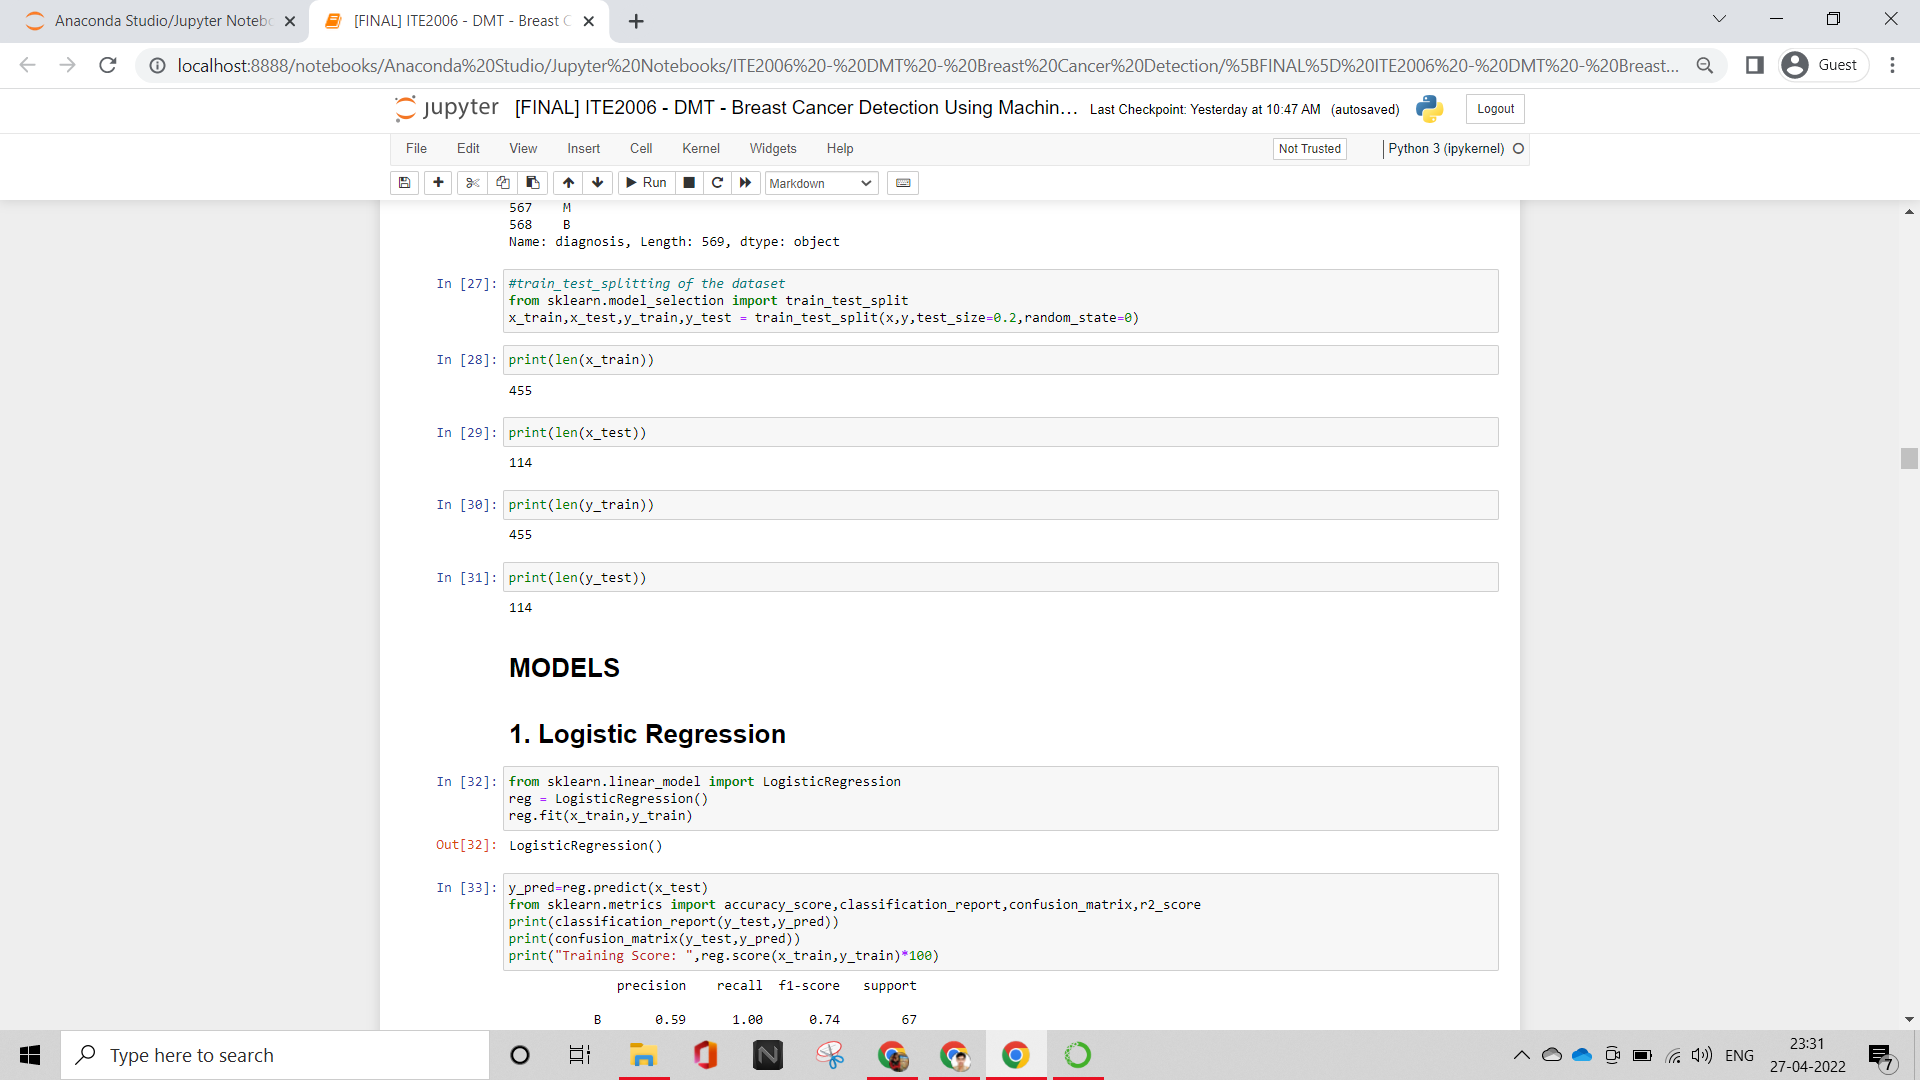 Anaconda Studio/Jupyter Notebo
[FINAL] ITE2006 - DMT - Breast C
localhost:8888/notebooks/Anaconda%20Studio/Jupyter%20Notebooks/ITE2006%20-%20DMT%20-%20Breast%20Cancer%20Detection/%5BFINAL%5D%20ITE2006%20-%20DMT%20-%20Breast...
Guest
jupyter [FINAL] ITE2006 - DMT - Breast Cancer Detection Using Machin... Last Checkpoint: Yesterday at 10:47 AM (autosaved) Logout
File Edit View Insert Cell Kernel Widgets Help Not Trusted Python 3 (ipykernel)
Run Markdown
567 M
568 B
Name: diagnosis, Length: 569, dtype: object
In [27]: #train_test_splitting of the dataset
from sklearn.model_selection import train_test_split
x_train,x_test,y_train,y_test = train_test_split(x,y,test_size=0.2,random_state=0)
In [28]: print(len(x_train))
455
In [29]: print(len(x_test))
114
In [30]: print(len(y_train))
455
In [31]: print(len(y_test))
114
MODELS
1. Logistic Regression
In [32]: from sklearn.linear_model import LogisticRegression
reg = LogisticRegression()
reg.fit(x_train,y_train)
Out[32]: LogisticRegression()
In [33]: y_pred=reg.predict(x_test)
from sklearn.metrics import accuracy_score,classification_report,confusion_matrix,r2_score
print(classification_report(y_test,y_pred))
print(confusion_matrix(y_test,y_pred))
print("Training Score: ",reg.score(x_train,y_train)*100)
precision recall f1-score support
B 0.59 1.00 0.74 67
Type here to search
ENG
23:31
27-04-2022
7